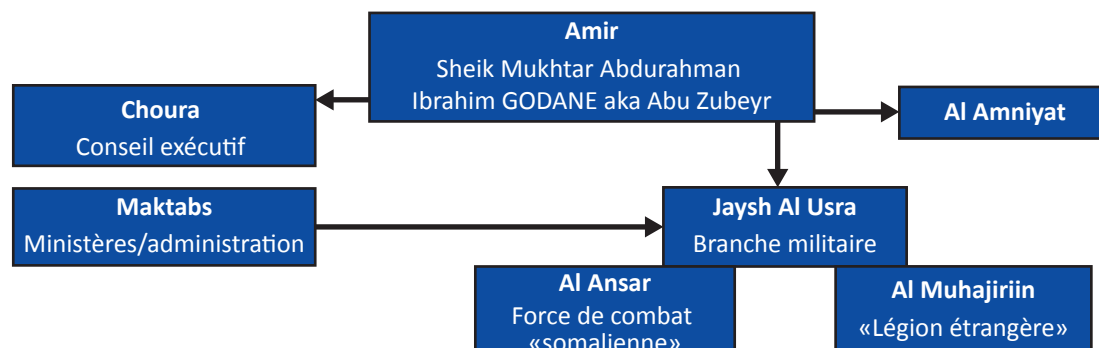 Amir
Sheik Mukhtar Abdurahman
Ibrahim GODANE aka Abu Zubeyr
Choura
Conseil exécutif
Al Amniyat
Maktabs
Ministères/administration
Jaysh Al Usra
Branche militaire
Al Ansar
Force de combat
«somalienne»
Al Muhajiriin
«Légion étrangère»